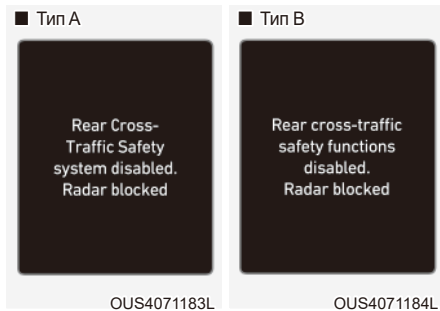 ■ Тип A
Rear Cross-
Traffic Safety
system disabled.
Radar blocked
OUS4071183L
■ Тип B
Rear cross-traffic
safety functions
disabled.
Radar blocked
OUS4071184L